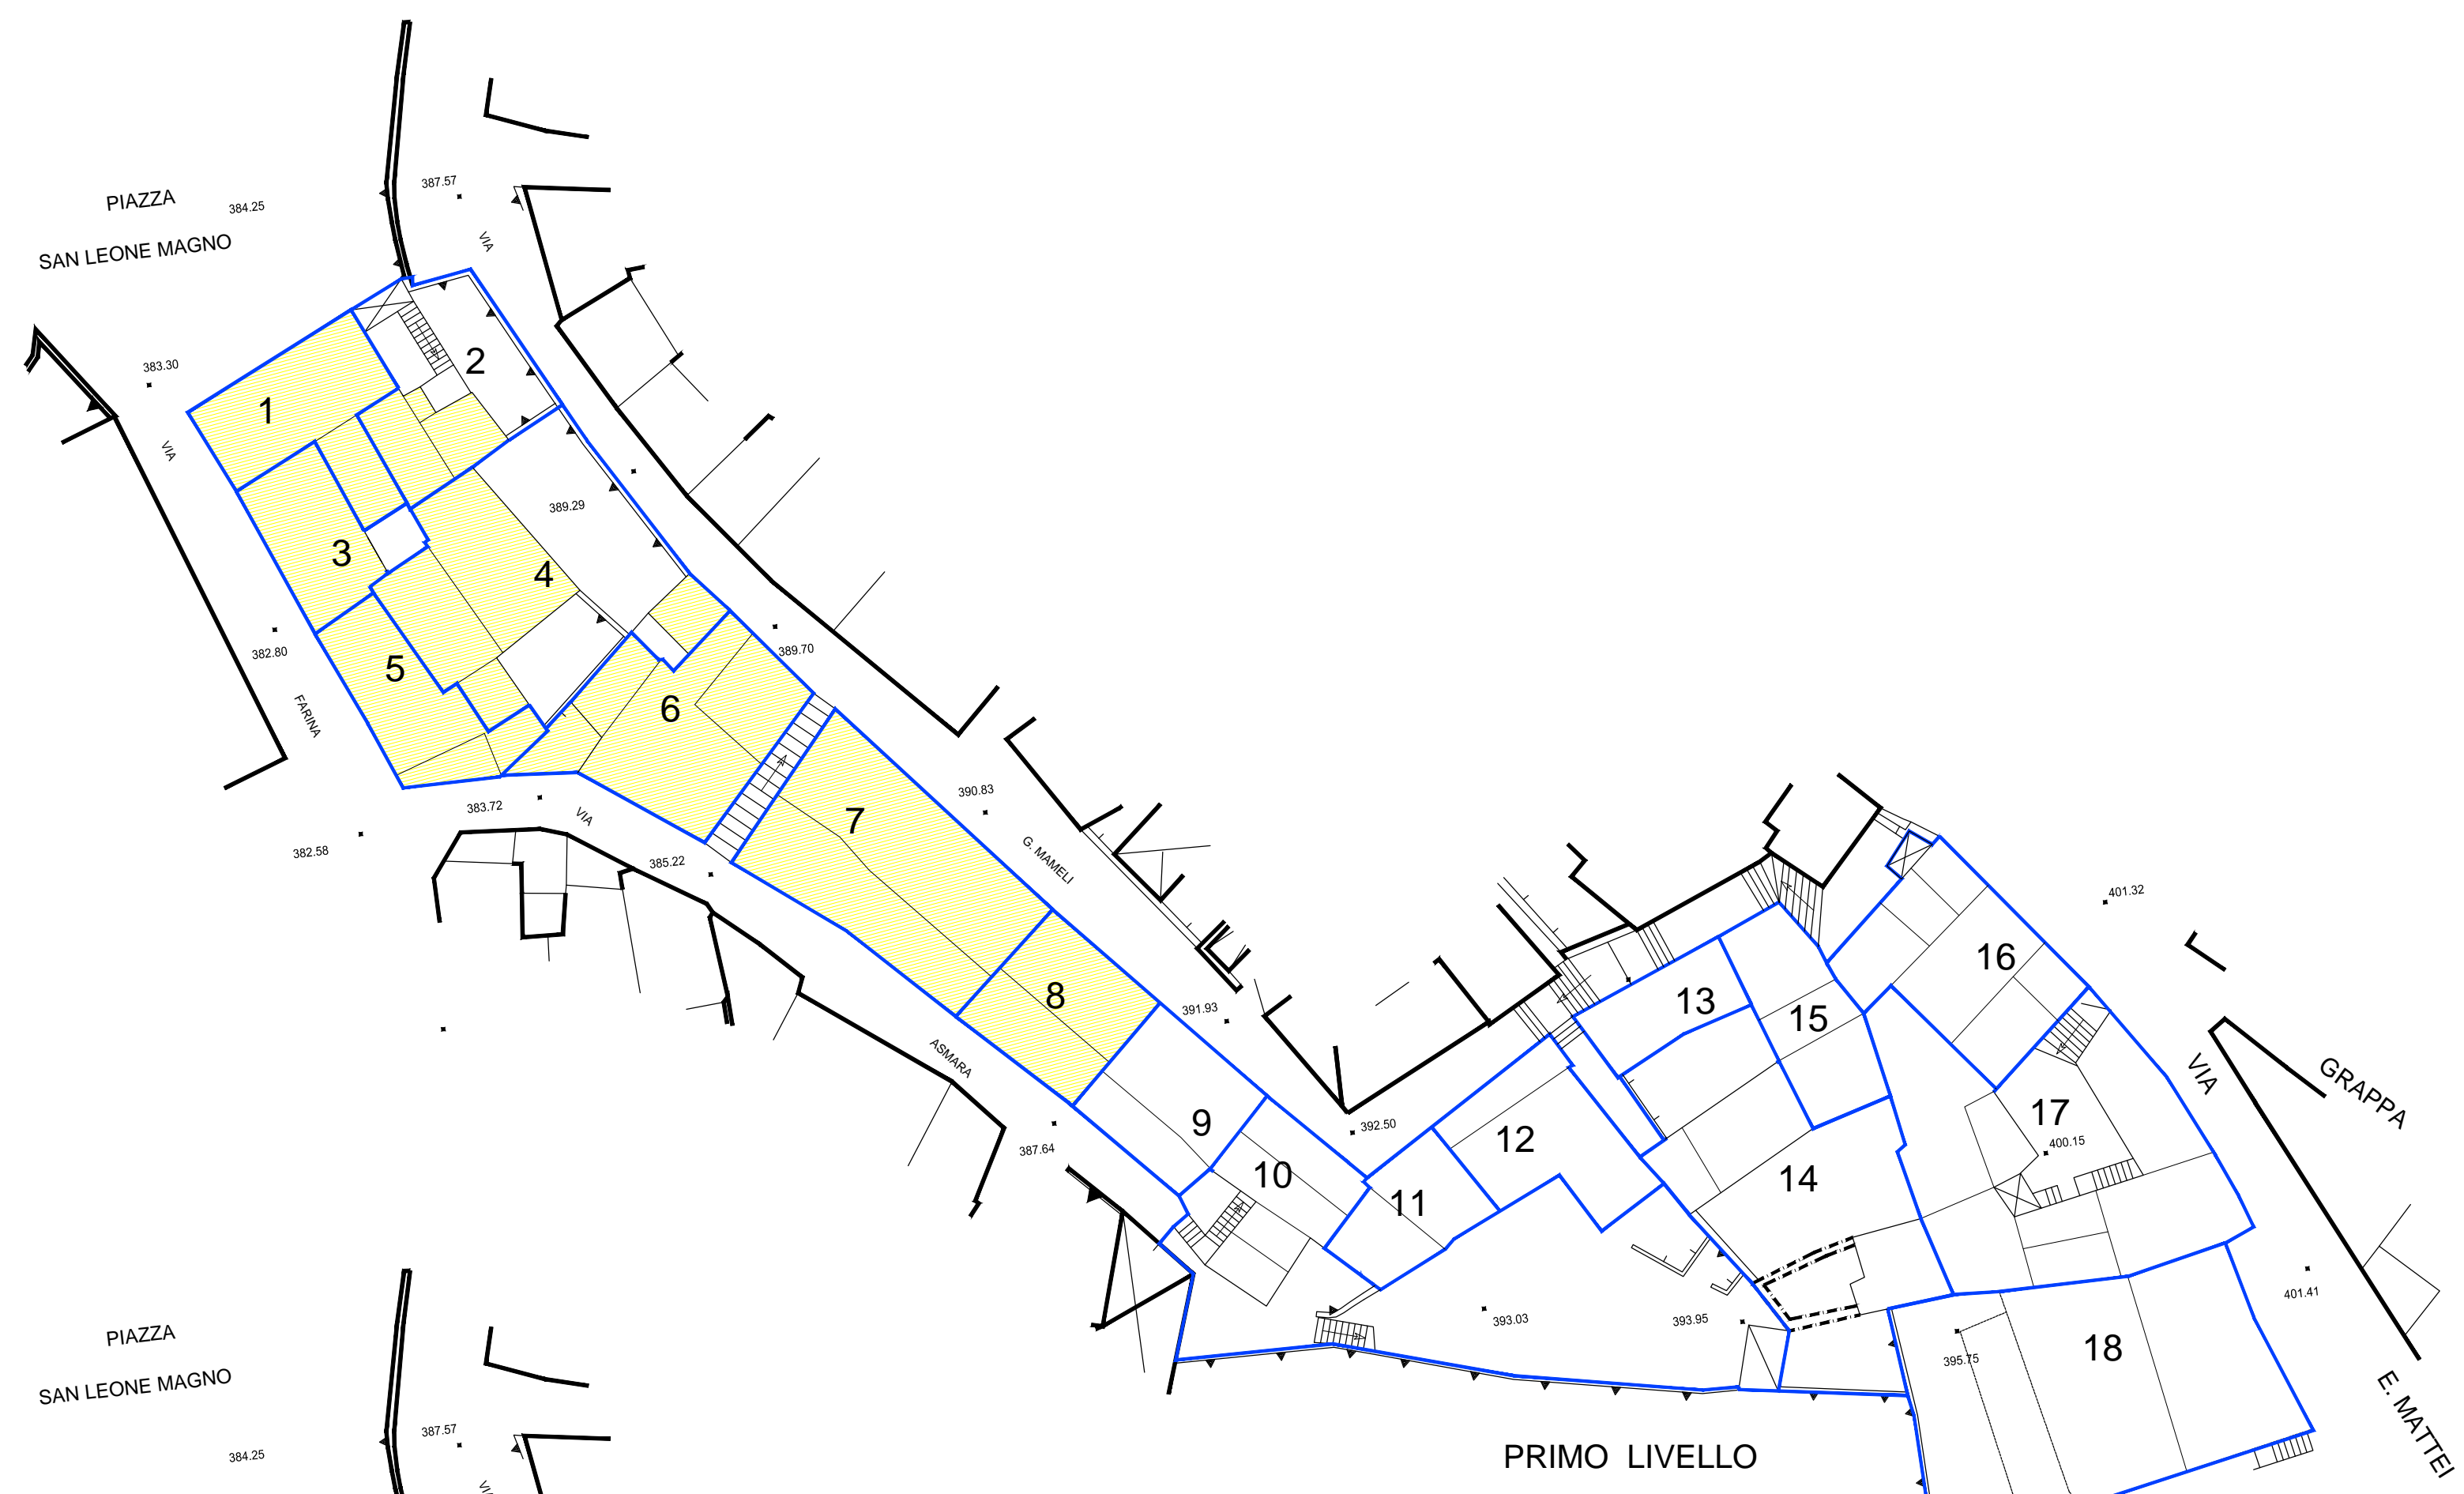 387.57
PIAZZA
384.25
SAN LEONE MAGNO
VIA
383.30
2
1
VIA
389.29
3
4
382.80
389.70
5
6
FARINA
390.83
383.72
VIA
7
382.58
385.22
G. MAMELI
401.32
16
8
13
391.93
15
ASMARA
VIA
GRAPPA
9
392.50
12
17
387.64
400.15
10
14
11
401.41
393.03
393.95
PIAZZA
395.75
18
SAN LEONE MAGNO
E. MATTEI
387.57
384.25
PRIMO LIVELLO
VIA